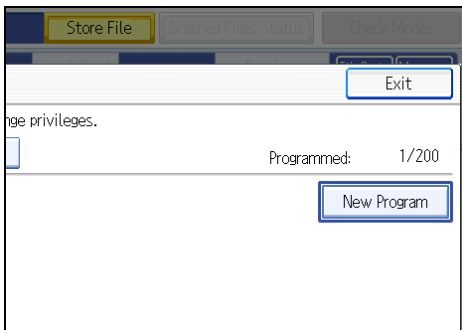 Store File Scanned Files Status Check Modes
Exit
nge privileges.
Programmed: 1/200
New Program